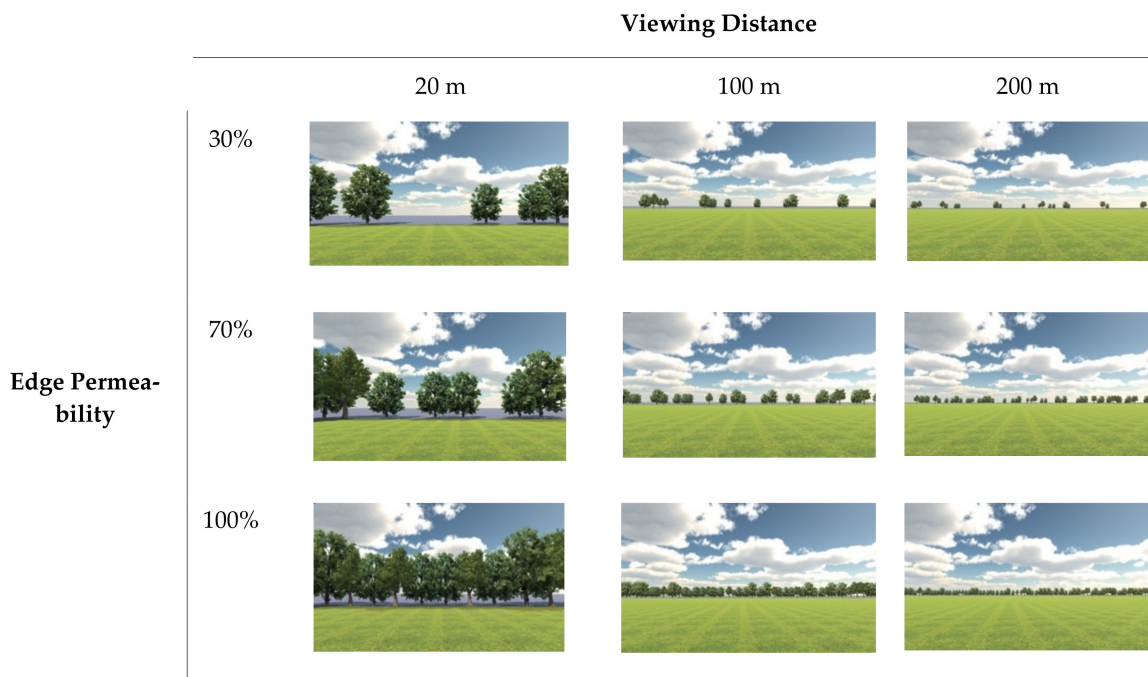 Viewing Distance
20 m
100 m
200 m
30%
70%
Edge Permea-
bility
100%